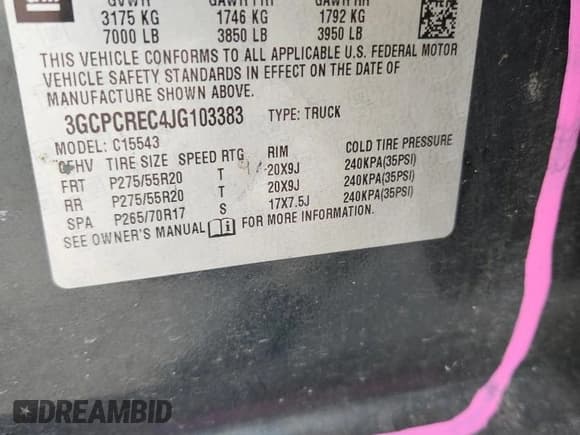 GM
GVWR GAWR FRT GAWR RR
3175 KG 1746 KG 1792 KG
7000 LB 3850 LB 3950 LB
THIS VEHICLE CONFORMS TO ALL APPLICABLE U.S. FEDERAL MOTOR
VEHICLE SAFETY STANDARDS IN EFFECT ON THE DATE OF
MANUFACTURE SHOWN ABOVE.
3GCPCREC4JG103383 TYPE: TRUCK
MODEL: C15543
TIRE SIZE SPEED RTG RIM COLD TIRE PRESSURE
FRT P275/55R20 T 20X9J 240KPA(35PSI)
RR P275/55R20 T 20X9J 240KPA(35PSI)
SPA P265/70R17 S 17X7.5J 240KPA(35PSI)
SEE OWNER'S MANUAL FOR MORE INFORMATION.
DREAMBID